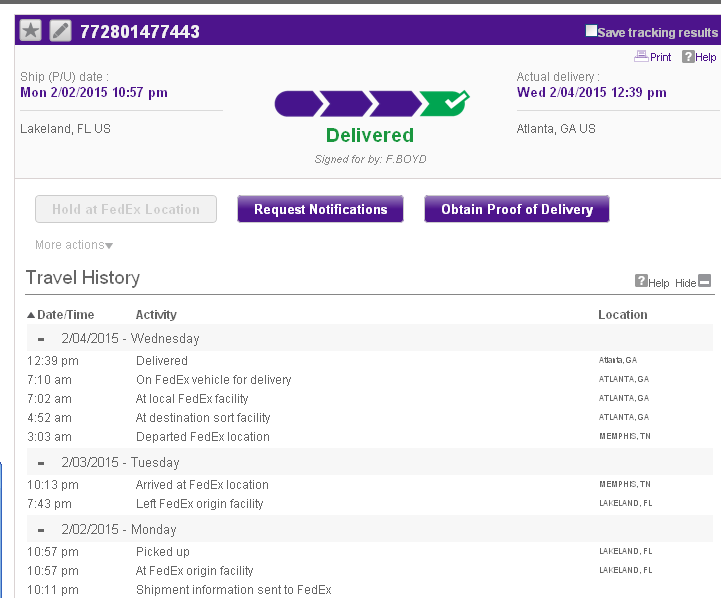 772801477443 Save tracking results
Print Help
Ship (P/U) date : Actual delivery :
Mon 2/02/2015 10:57 pm Wed 2/04/2015 12:39 pm
Lakeland, FL US Atlanta, GA US
Delivered
Signed for by: F.BOYD
Hold at FedEx Location Request Notifications Obtain Proof of Delivery
More actions
Travel History Help Hide
Date/Time Activity Location
2/04/2015 - Wednesday
12:39 pm Delivered Atlanta, GA
7:10 am On FedEx vehicle for delivery ATLANTA, GA
7:02 am At local FedEx facility ATLANTA, GA
4:52 am At destination sort facility ATLANTA, GA
3:03 am Departed FedEx location MEMPHIS, TN
2/03/2015 - Tuesday
10:13 pm Arrived at FedEx location MEMPHIS, TN
7:43 pm Left FedEx origin facility LAKELAND, FL
2/02/2015 - Monday
10:57 pm Picked up LAKELAND, FL
10:57 pm At FedEx origin facility LAKELAND, FL
10:11 pm Shipment information sent to FedEx